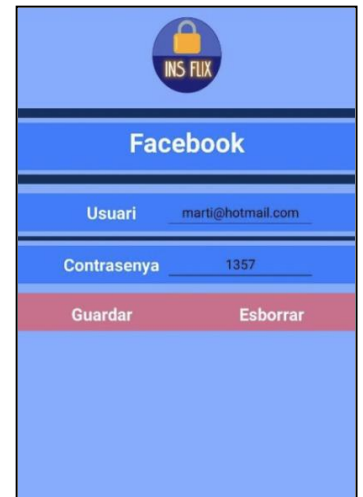 INS FLIX
Facebook
Usuari marti@hotmail.com
Contrasenya 1357
Guardar Esborrar